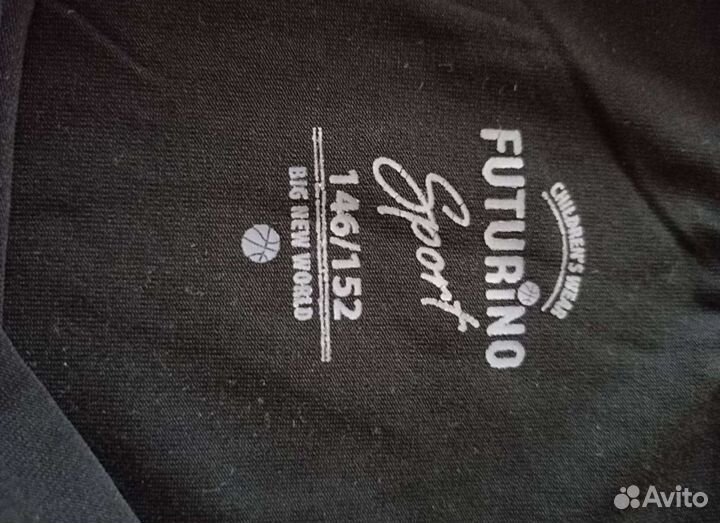 CHILDREN'S WEAR
FUTURiNO
Sport
146/152
BIG NEW WORLD
Avito